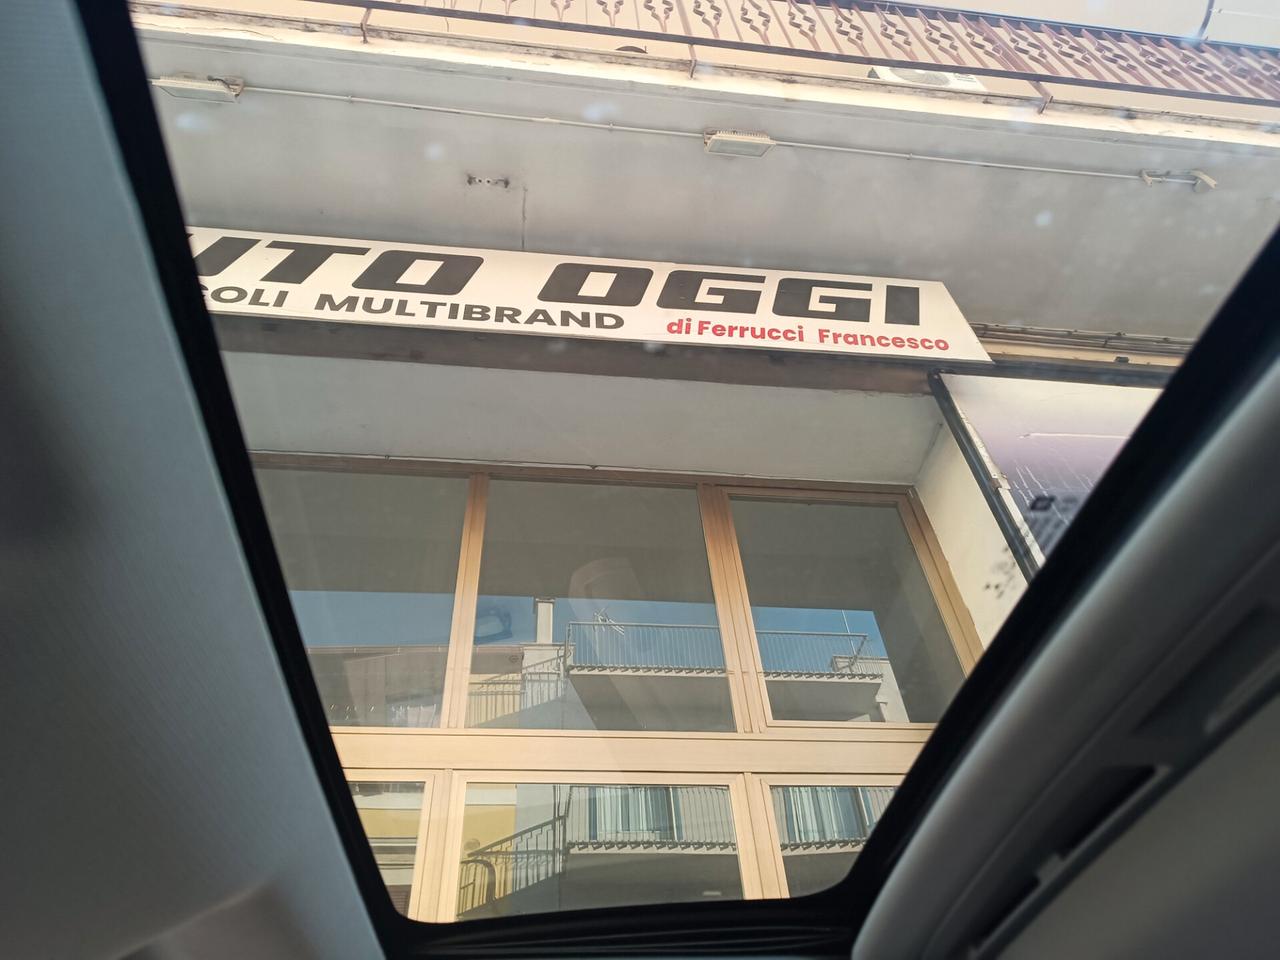 UTO OGGI
COLI MULTIBRAND di Ferrucci Francesco